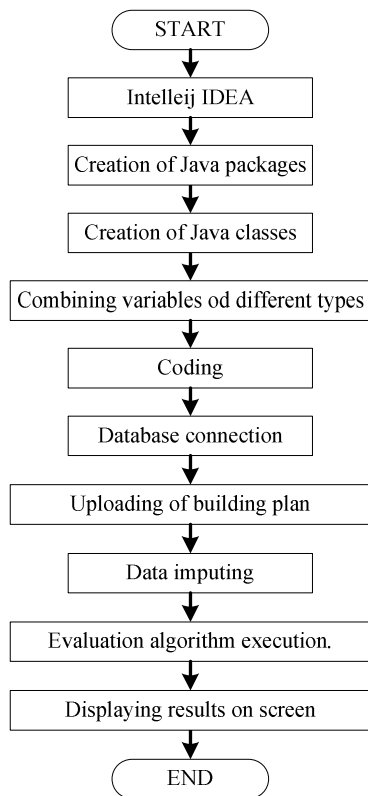 START
Intelleij IDEA
Creation of Java packages
Creation of Java classes
Combining variables od different types
Coding
Database connection
Uploading of building plan
Data imputing
Evaluation algorithm execution.
Displaying results on screen
END